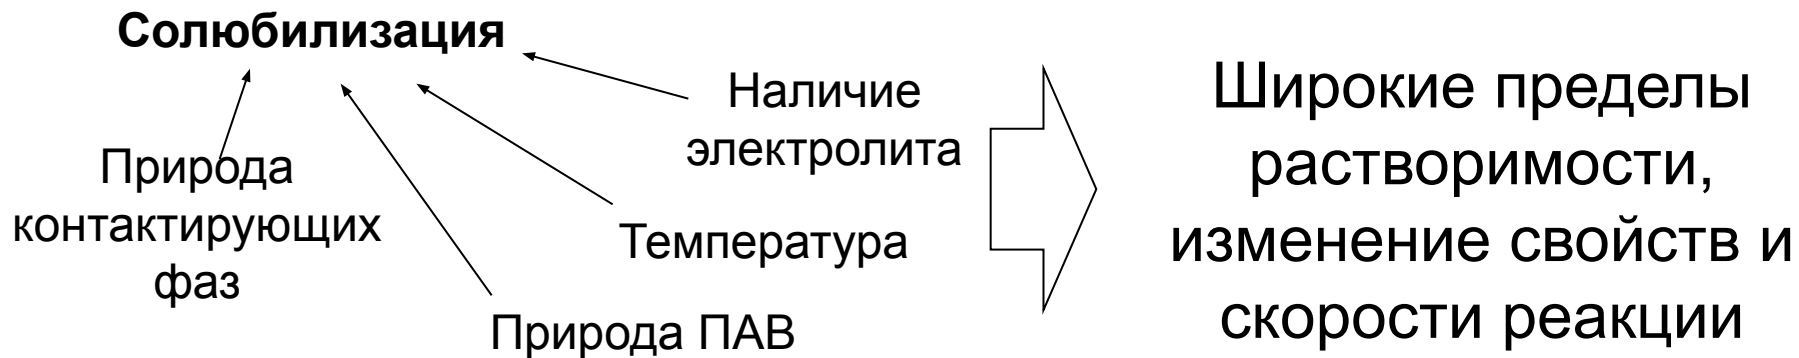 Солюбилизация
Наличие
электролита
Природа
контактирующих
фаз
Температура
Природа ПАВ
Широкие пределы
растворимости,
изменение свойств и
скорости реакции